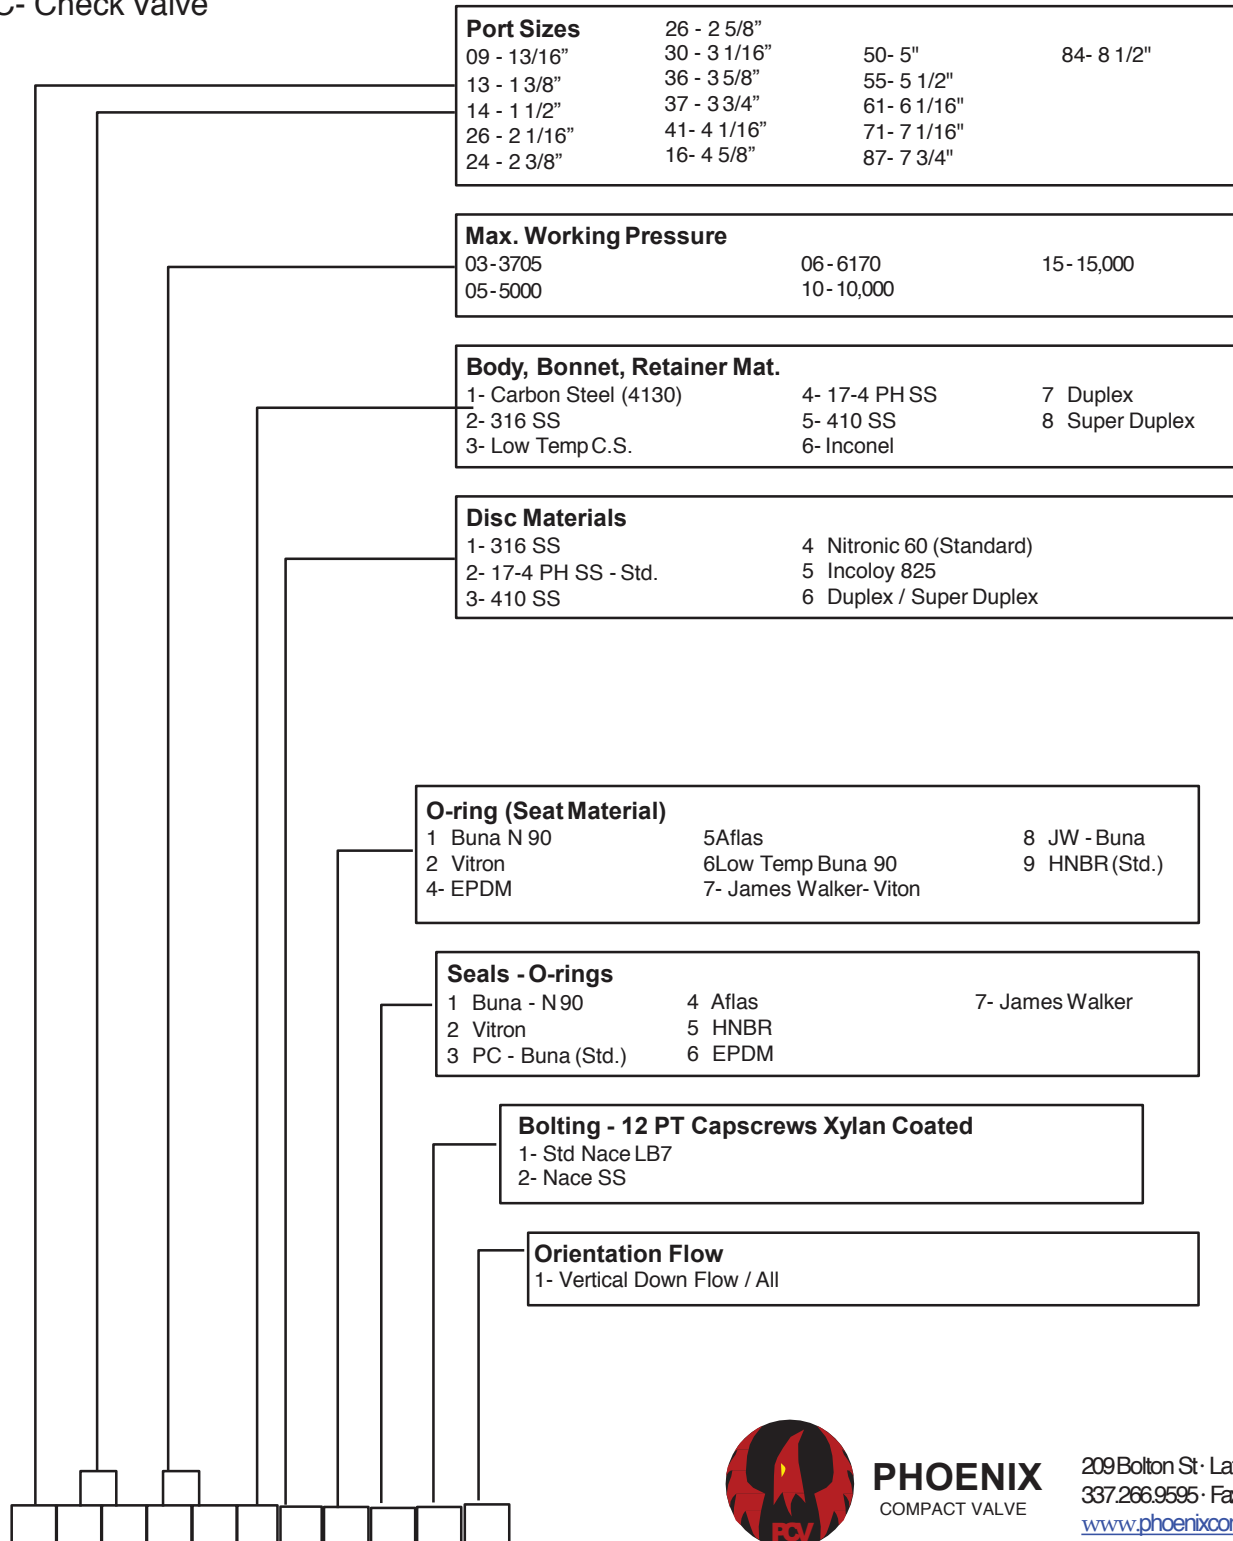 C- Check Valve
Port Sizes
09 - 13/16”
13 - 1 3/8”
14 - 1 1/2”
26 - 2 1/16”
24 - 2 3/8”
26 - 2 5/8”
30 - 3 1/16”
36 - 3 5/8”
37 - 3 3/4”
41- 4 1/16”
16- 4 5/8”
50- 5"
55- 5 1/2"
61- 6 1/16"
71- 7 1/16"
87- 7 3/4"
84- 8 1/2"
Max. Working Pressure
03-3705
05-5000
06-6170
10-10,000
15-15,000
Body, Bonnet, Retainer Mat.
1- Carbon Steel (4130)
2- 316 SS
3- Low Temp C.S.
4- 17-4 PH SS
5- 410 SS
6- Inconel
7 Duplex
8 Super Duplex
Disc Materials
1- 316 SS
2- 17-4 PH SS - Std.
3- 410 SS
4 Nitronic 60 (Standard)
5 Incoloy 825
6 Duplex / Super Duplex
O-ring (Seat Material)
1 Buna N 90
2 Vitron
4- EPDM
5Aflas
6Low Temp Buna 90
7- James Walker- Viton
8 JW - Buna
9 HNBR (Std.)
Seals - O-rings
1 Buna - N 90
2 Vitron
3 PC - Buna (Std.)
4 Aflas
5 HNBR
6 EPDM
7- James Walker
Bolting - 12 PT Capscrews Xylan Coated
1- Std Nace LB7
2- Nace SS
Orientation Flow
1- Vertical Down Flow / All
PCV
PHOENIX
COMPACT VALVE
209 Bolton St · La
337.266.9595 · Fa
www.phoenixcor